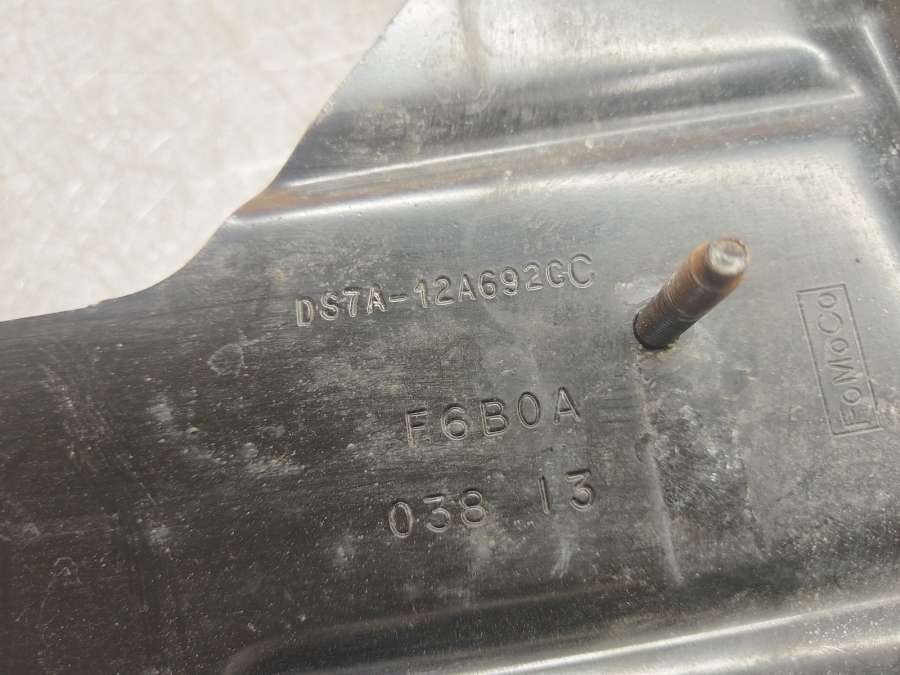 DS7A-12A692GC
F6B0A
038 13
FoMoCo